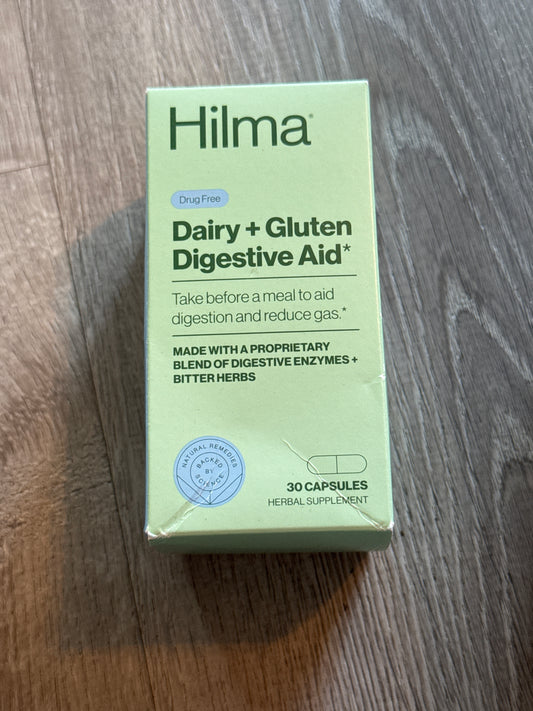 Hilma®
Drug Free
Dairy + Gluten
Digestive Aid*
Take before a meal to aid
digestion and reduce gas.*
MADE WITH A PROPRIETARY
BLEND OF DIGESTIVE ENZYMES +
BITTER HERBS
NATURAL REMEDIES
BACKED
BY
SCIENCE
30 CAPSULES
HERBAL SUPPLEMENT